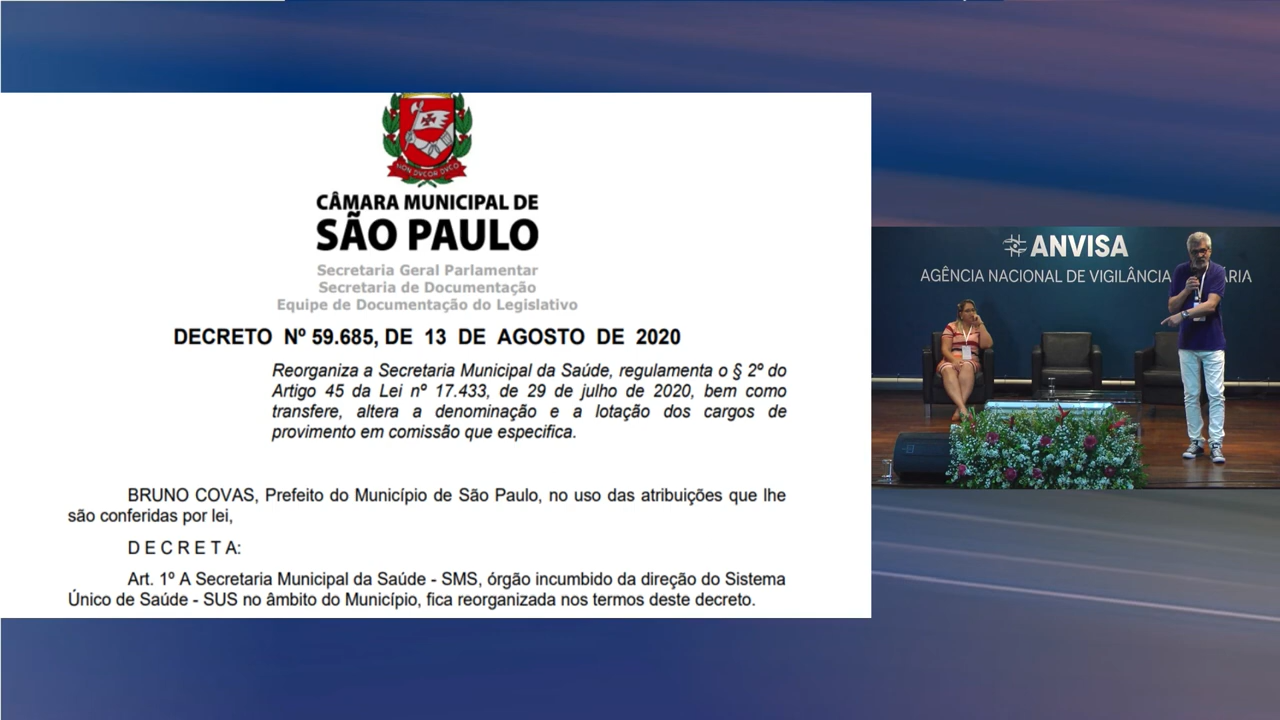 NON DVCOR DVCO
CÂMARA MUNICIPAL DE
SÃO PAULO
Secretaria Geral Parlamentar
Secretaria de Documentação
Equipe de Documentação do Legislativo
DECRETO Nº 59.685, DE 13 DE AGOSTO DE 2020
Reorganiza a Secretaria Municipal da Saúde, regulamenta o § 2º do
Artigo 45 da Lei nº 17.433, de 29 de julho de 2020, bem como
transfere, altera a denominação e a lotação dos cargos de
provimento em comissão que especifica.
BRUNO COVAS, Prefeito do Município de São Paulo, no uso das atribuições que lhe
são conferidas por lei,
D E C R E T A:
Art. 1º A Secretaria Municipal da Saúde - SMS, órgão incumbido da direção do Sistema
Único de Saúde - SUS no âmbito do Município, fica reorganizada nos termos deste decreto.
ANVISA
AGÊNCIA NACIONAL DE VIGILÂNCIA